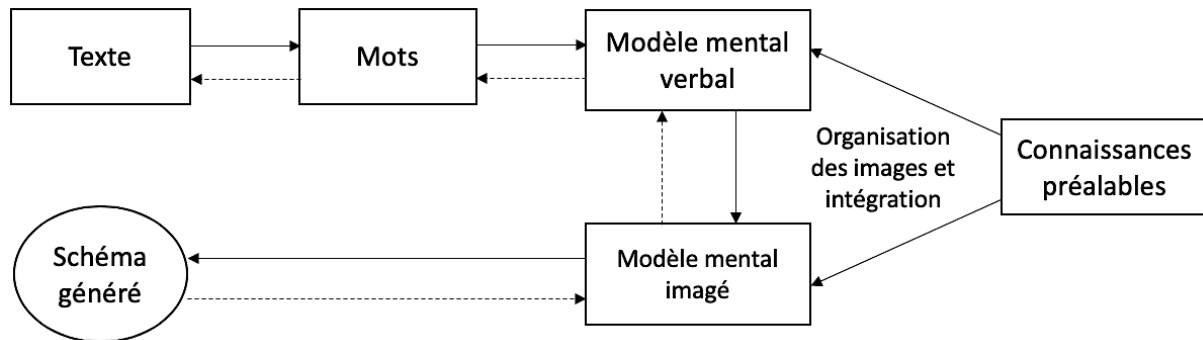 Texte
Mots
Modèle mental
verbal
Organisation
des images et
intégration
Connaissances
préalables
Schéma
généré
Modèle mental
imagé